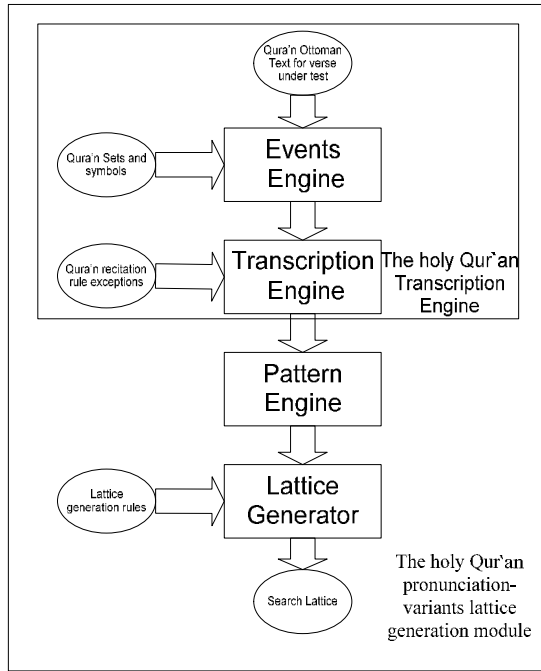 Qura'n Ottoman
Text for verse
under test
Events
Engine
Qura'n Sets and
symbols
Transcription
Engine
Qura'n recitation
rule exceptions
The holy Qur`an
Transcription
Engine
Pattern
Engine
Lattice
Generator
Lattice
generation rules
Search Lattice
The holy Qur`an
pronunciation-
variants lattice
generation module